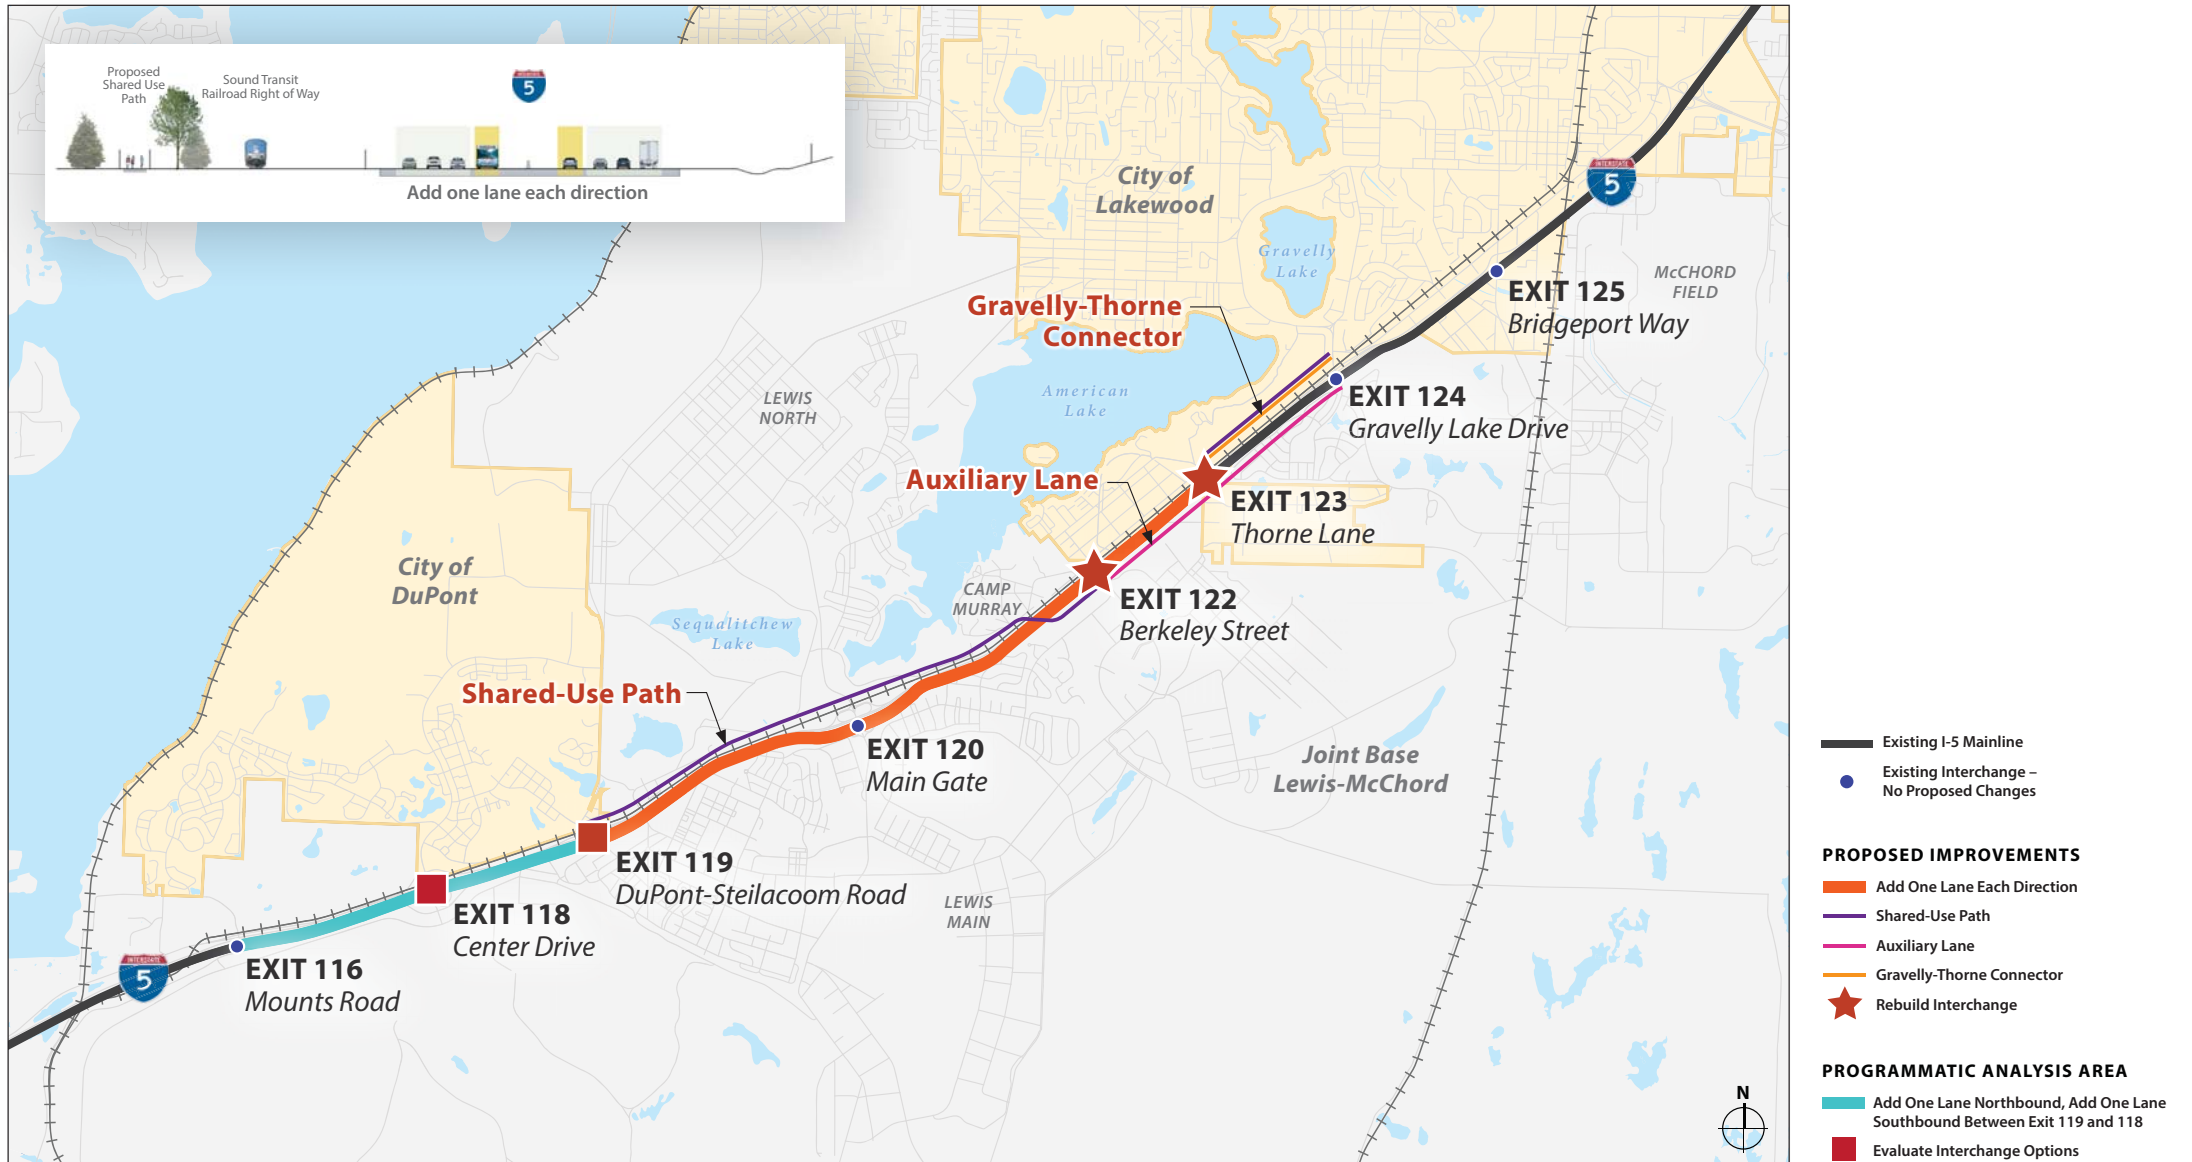 Proposed
Shared Use
Path
Sound Transit
Railroad Right of Way
INTERSTATE
5
Add one lane each direction
City of
Lakewood
Gravelly
Lake
INTERSTATE
5
McCHORD
FIELD
EXIT 125
Bridgeport Way
Gravelly-Thorne
Connector
American
Lake
LEWIS
NORTH
EXIT 124
Gravelly Lake Drive
Auxiliary Lane
EXIT 123
Thorne Lane
City of
DuPont
CAMP
MURRAY
EXIT 122
Berkeley Street
Sequalitchew
Lake
Shared-Use Path
EXIT 120
Main Gate
Joint Base
Lewis-McChord
EXIT 119
DuPont-Steilacoom Road
LEWIS
MAIN
EXIT 118
Center Drive
EXIT 116
Mounts Road
INTERSTATE
5
N
Existing I-5 Mainline
Existing Interchange –
No Proposed Changes
PROPOSED IMPROVEMENTS
Add One Lane Each Direction
Shared-Use Path
Auxiliary Lane
Gravelly-Thorne Connector
Rebuild Interchange
PROGRAMMATIC ANALYSIS AREA
Add One Lane Northbound, Add One Lane
Southbound Between Exit 119 and 118
Evaluate Interchange Options